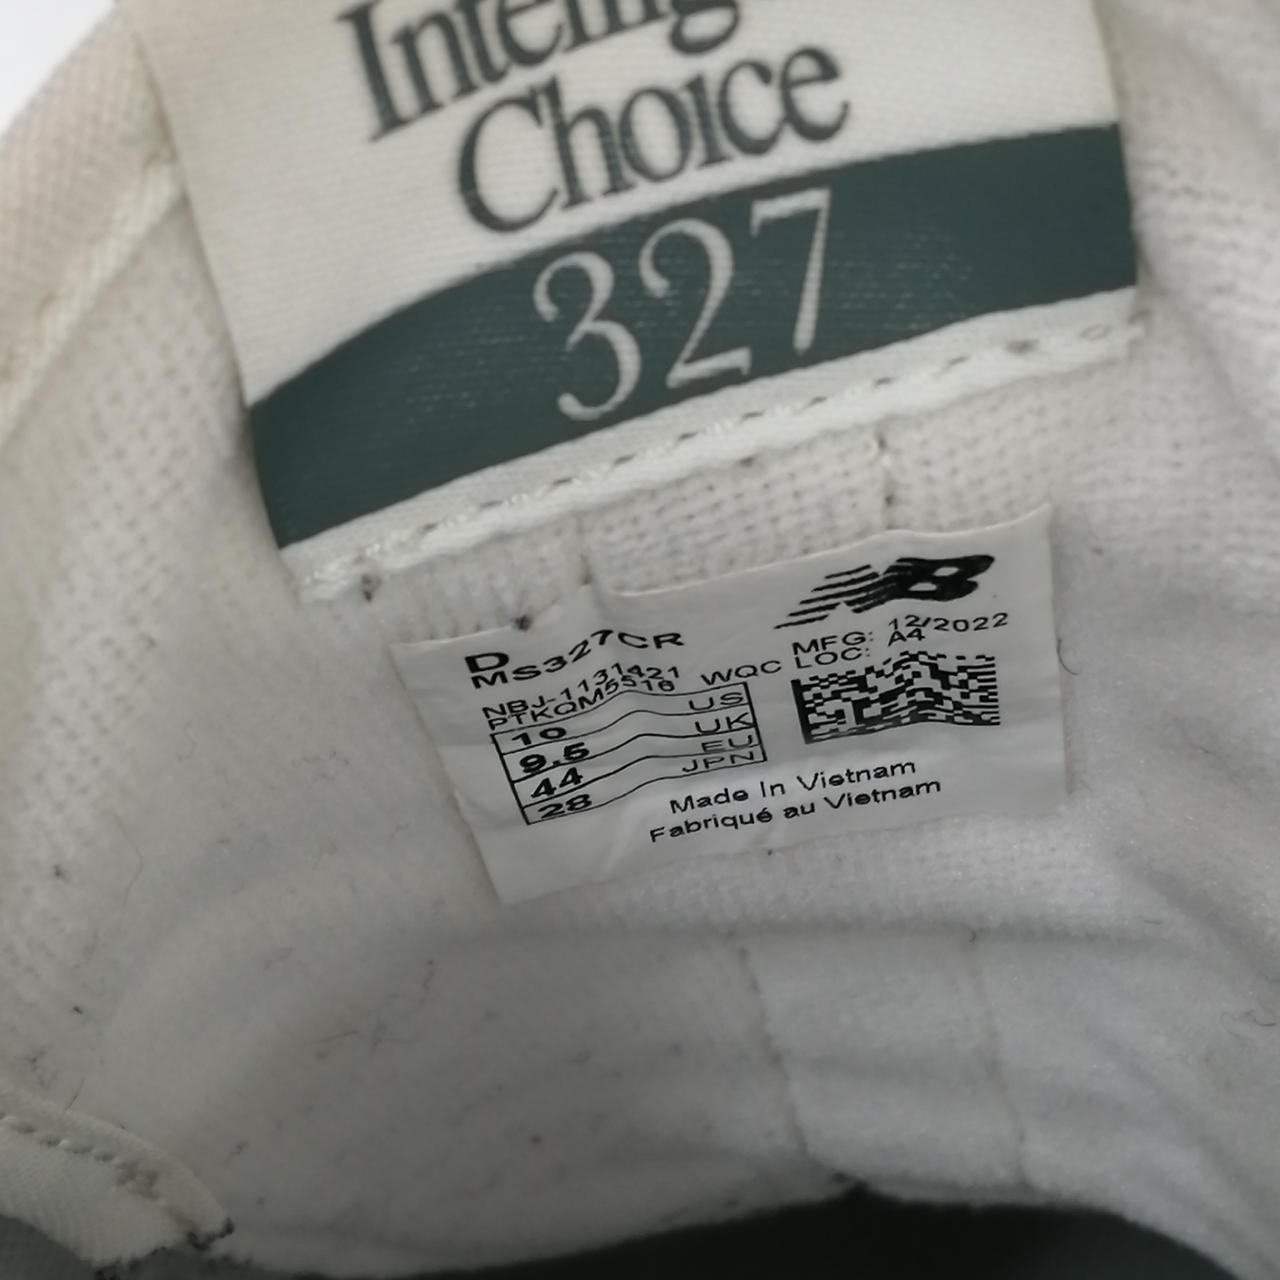 Choice
327
D
MS327CR
NBJ-1131421
PTKQM5516 WQC
MFG: 12/2022
LOC: A4
10 US
9.5 UK
44 EU
28 JPN
Made In Vietnam
Fabriqué au Vietnam